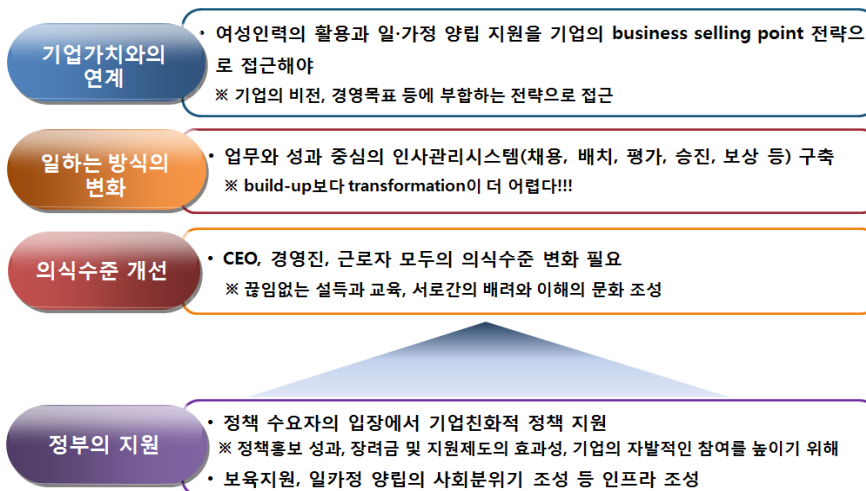 기업가치와의
연계
• 여성인력의 활용과 일·가정 양립 지원을 기업의 business selling point 전략으
로 접근해야
※ 기업의 비전, 경영목표 등에 부합하는 전략으로 접근
일하는 방식의
변화
• 업무와 성과 중심의 인사관리시스템(채용, 배치, 평가, 승진, 보상 등) 구축
※ build-up보다 transformation이 더 어렵다!!!
의식수준 개선
• CEO, 경영진, 근로자 모두의 의식수준 변화 필요
※ 끊임없는 설득과 교육, 서로간의 배려와 이해의 문화 조성
정부의 지원
• 정책 수요자의 입장에서 기업친화적 정책 지원
※ 정책홍보 성과, 장려금 및 지원제도의 효과성, 기업의 자발적인 참여를 높이기 위해
• 보육지원, 일카정 양립의 사회분위기 조성 등 인프라 조성